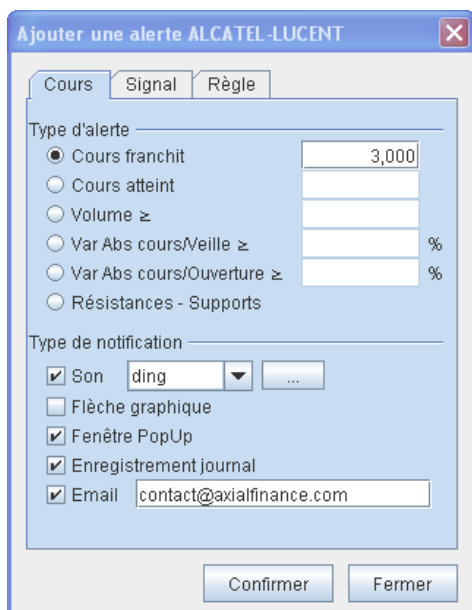 Ajouter une alerte ALCATEL-LUCENT
Cours Signal Règle
Type d'alerte
Cours franchit 3,000
Cours atteint
Volume ≥
Var Abs cours/Veille ≥ %
Var Abs cours/Ouverture ≥ %
Résistances - Supports
Type de notification
Son ding ...
Flèche graphique
Fenêtre PopUp
Enregistrement journal
Email contact@axialfinance.com
Confirmer Fermer